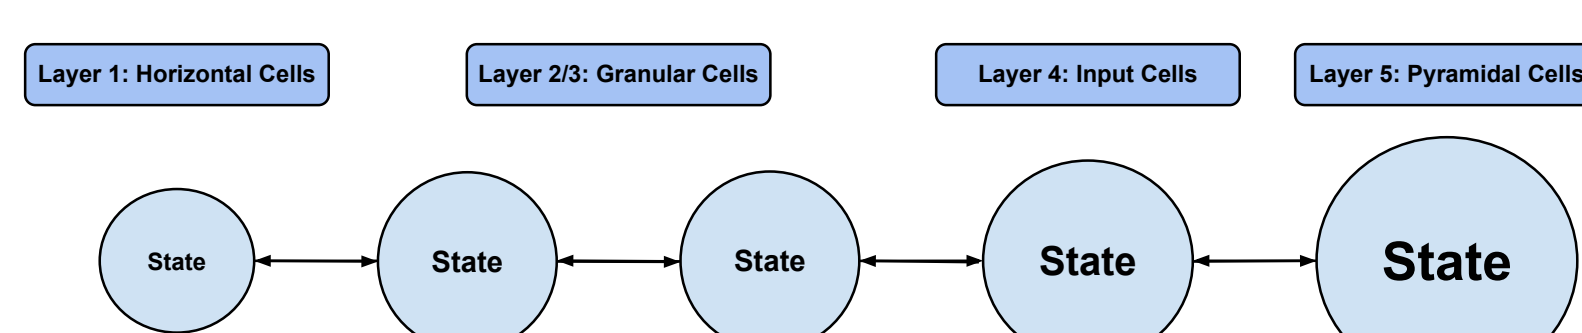 Layer 1: Horizontal Cells
Layer 2/3: Granular Cells
Layer 4: Input Cells
Layer 5: Pyramidal Cells
State
State
State
State
State